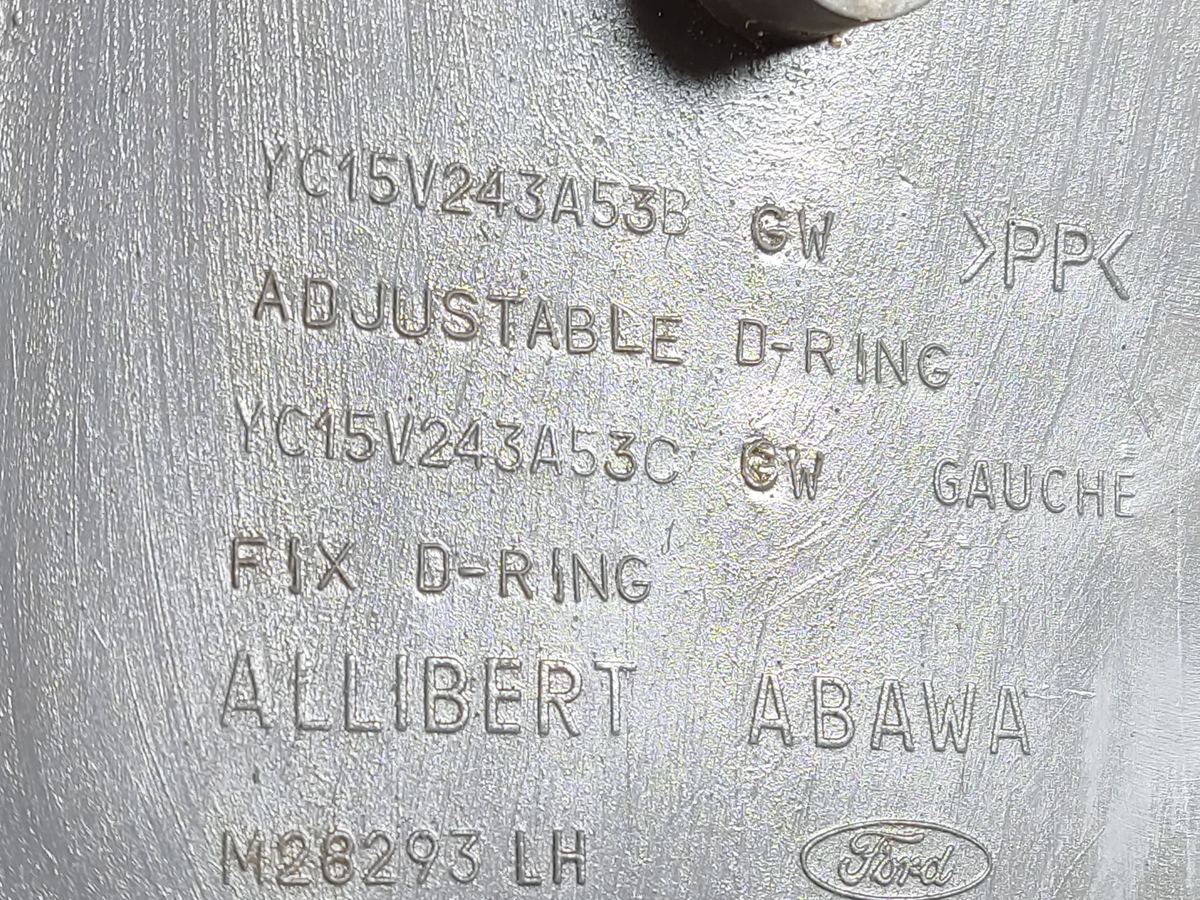 YC15V243A53B GW >PP<
ADJUSTABLE D-RING
YC15V243A53C GW GAUCHE
FIX D-RING
ALLIBERT ABAWA
M28293 LH Ford